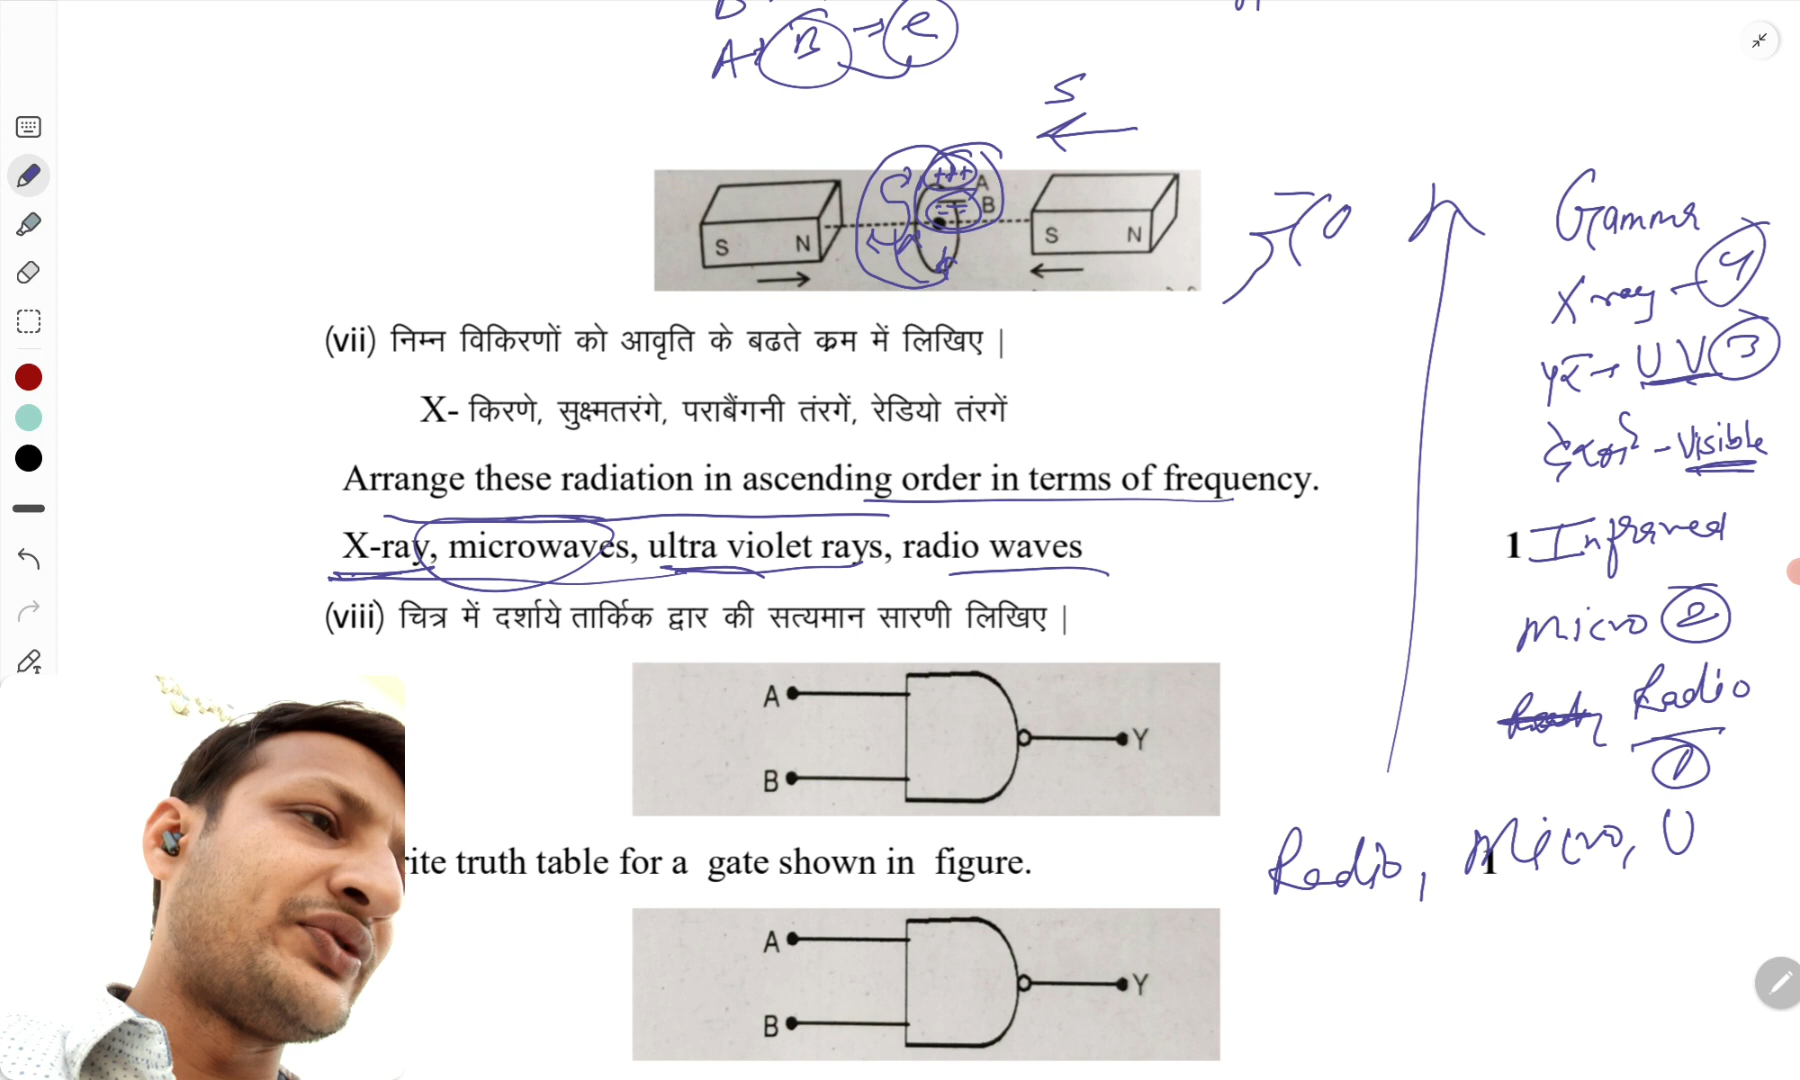 B
A → B → e
S
A
B
S N
S N
Gamma
X ray - 4
(vii) निम्न विकिरणों को आवृति के बढते क्रम में लिखिए |
UV 3
X- किरणे, सुक्ष्मतरंगे, पराबैंगनी तंरगें, रेडियो तंरगें
- Visible
Arrange these radiation in ascending order in terms of frequency.
X-ray, microwaves, ultra violet rays, radio waves
1 Infrared
(viii) चित्र में दर्शाये तार्किक द्वार की सत्यमान सारणी लिखिए |
Micro 2
Radio
1
A
Y
B
rite truth table for a gate shown in figure.
1
Radio, Micro, U
A
Y
B